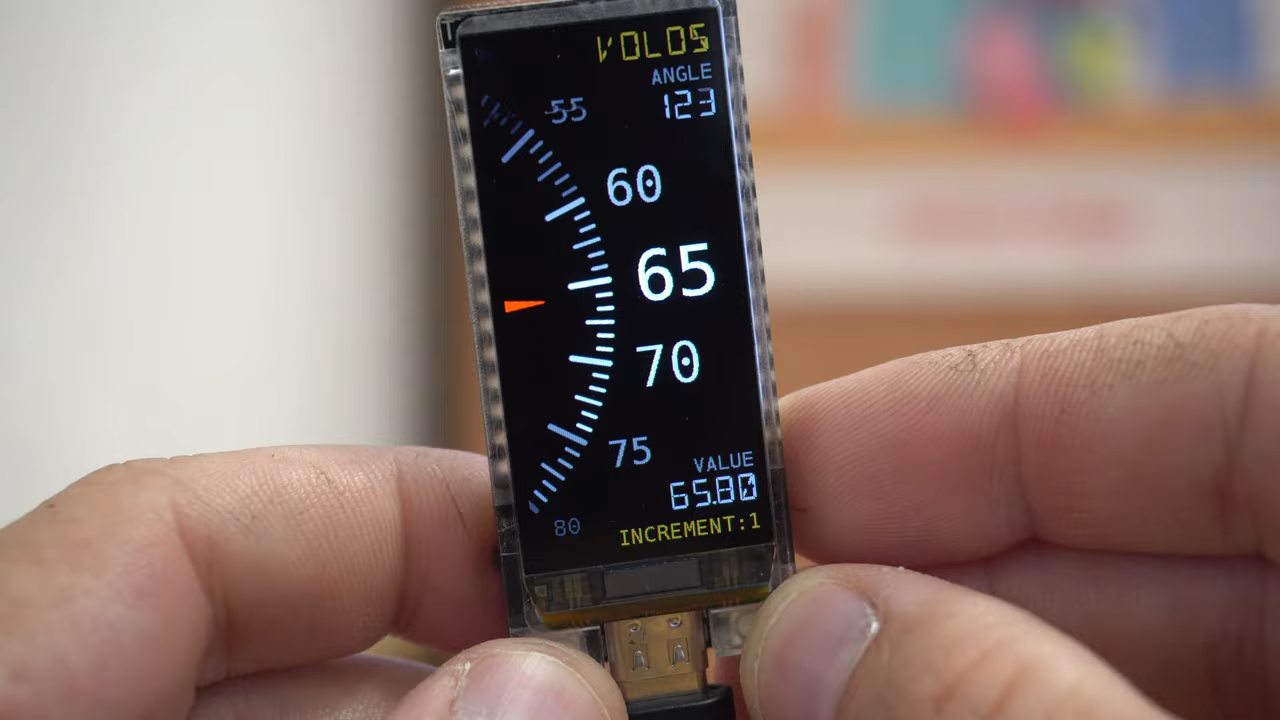 VOLOS
ANGLE
123
55
60
65
70
75
VALUE
65.80
80
INCREMENT:1